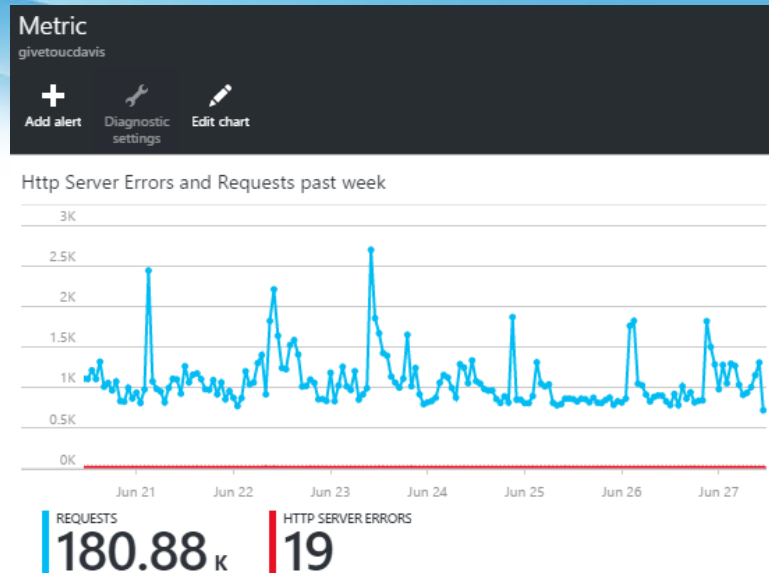 Metric
givetoucdavis
Add alert
Diagnostic
settings
Edit chart
Http Server Errors and Requests past week
3K
2.5K
2K
1.5K
1K
0.5K
0K
Jun 21 Jun 22 Jun 23 Jun 24 Jun 25 Jun 26 Jun 27
REQUESTS
180.88 K
HTTP SERVER ERRORS
19